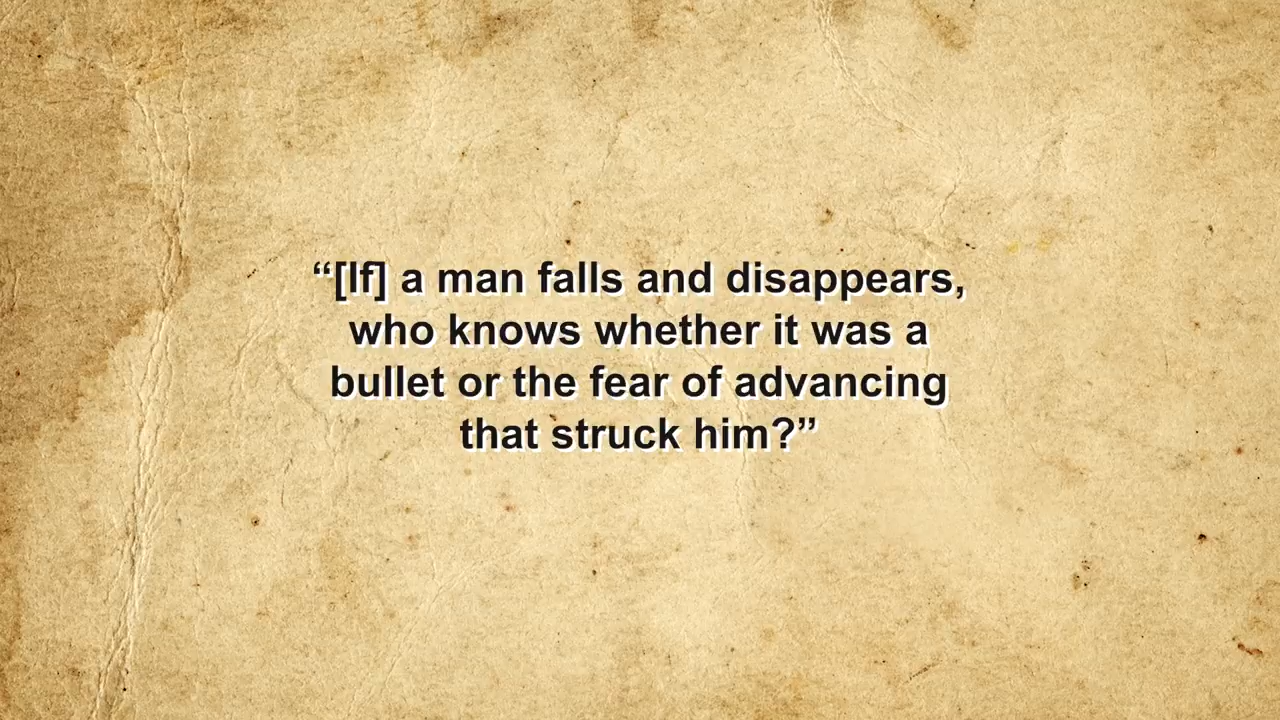 “[If] a man falls and disappears,
who knows whether it was a
bullet or the fear of advancing
that struck him?”